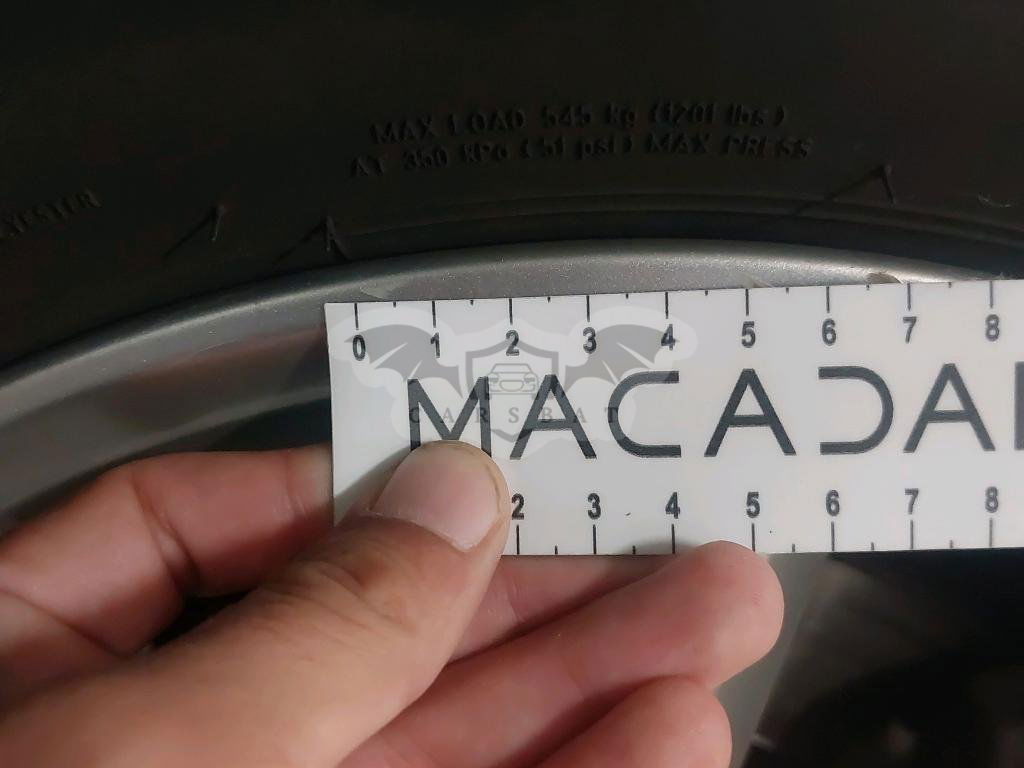 MAX LOAD 545 kg (1201 lbs)
AT 350 kPa (51 psi) MAX PRESS
0 1 2 3 4 5 6 7 8
MACADA
CARSBAT
2 3 4 5 6 7 8